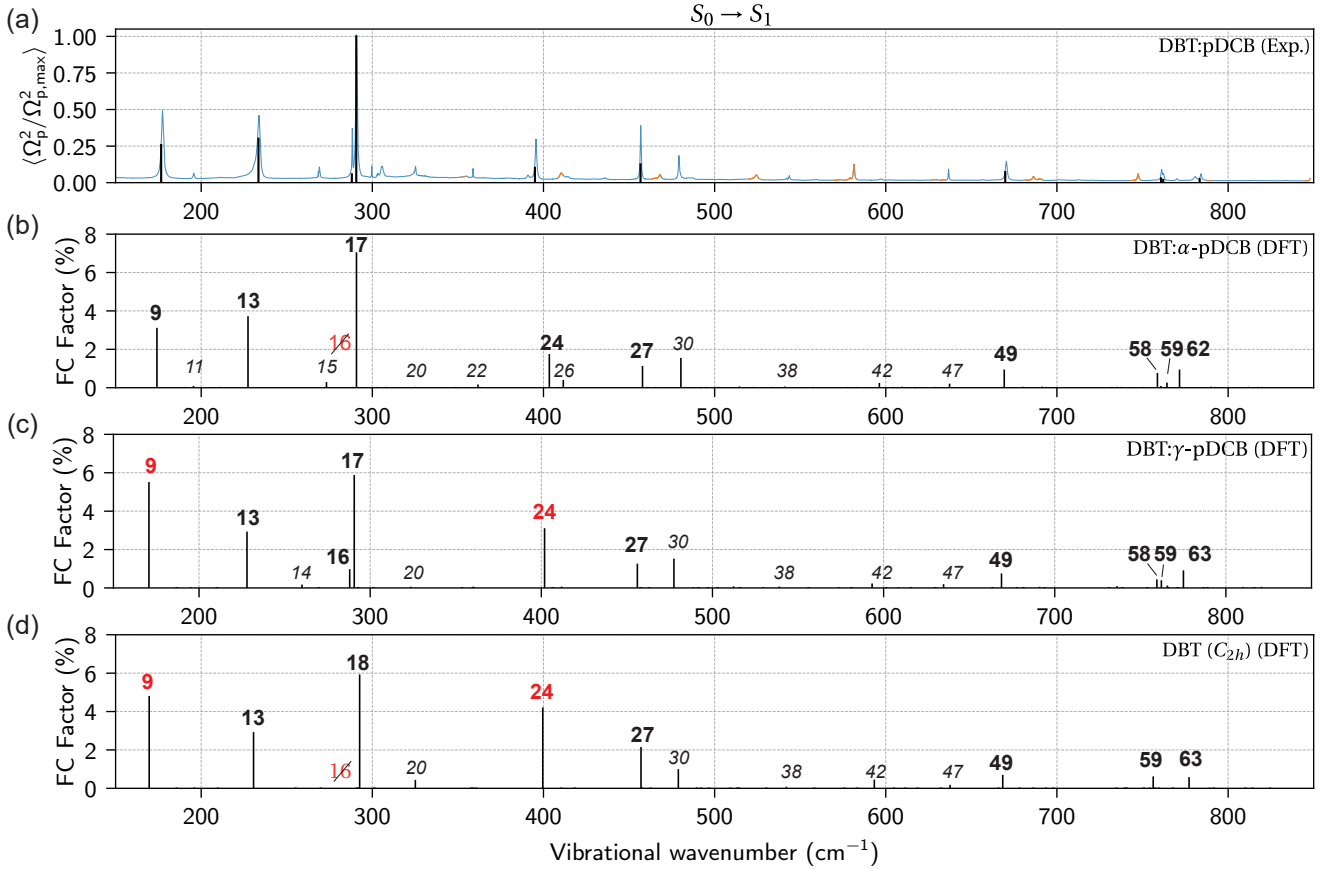 S₀ → S₁
(a)
DBT:pDCB (Exp.)
⟨Ω²ₚ/Ω²ₚ,ₘₐₓ⟩
1.00
0.75
0.50
0.25
0.00
200 300 400 500 600 700 800
(b)
DBT:α-pDCB (DFT)
FC Factor (%)
8
6
4
2
0
9 11 13 15 16 17 20 22 24 26 27 30 38 42 47 49 58 59 62
200 300 400 500 600 700 800
(c)
DBT:γ-pDCB (DFT)
FC Factor (%)
8
6
4
2
0
9 13 14 16 17 20 24 27 30 38 42 47 49 58 59 63
200 300 400 500 600 700 800
(d)
DBT (C₂ₕ) (DFT)
FC Factor (%)
8
6
4
2
0
9 13 16 18 20 24 27 30 38 42 47 49 59 63
200 300 400 500 600 700 800
Vibrational wavenumber (cm⁻¹)